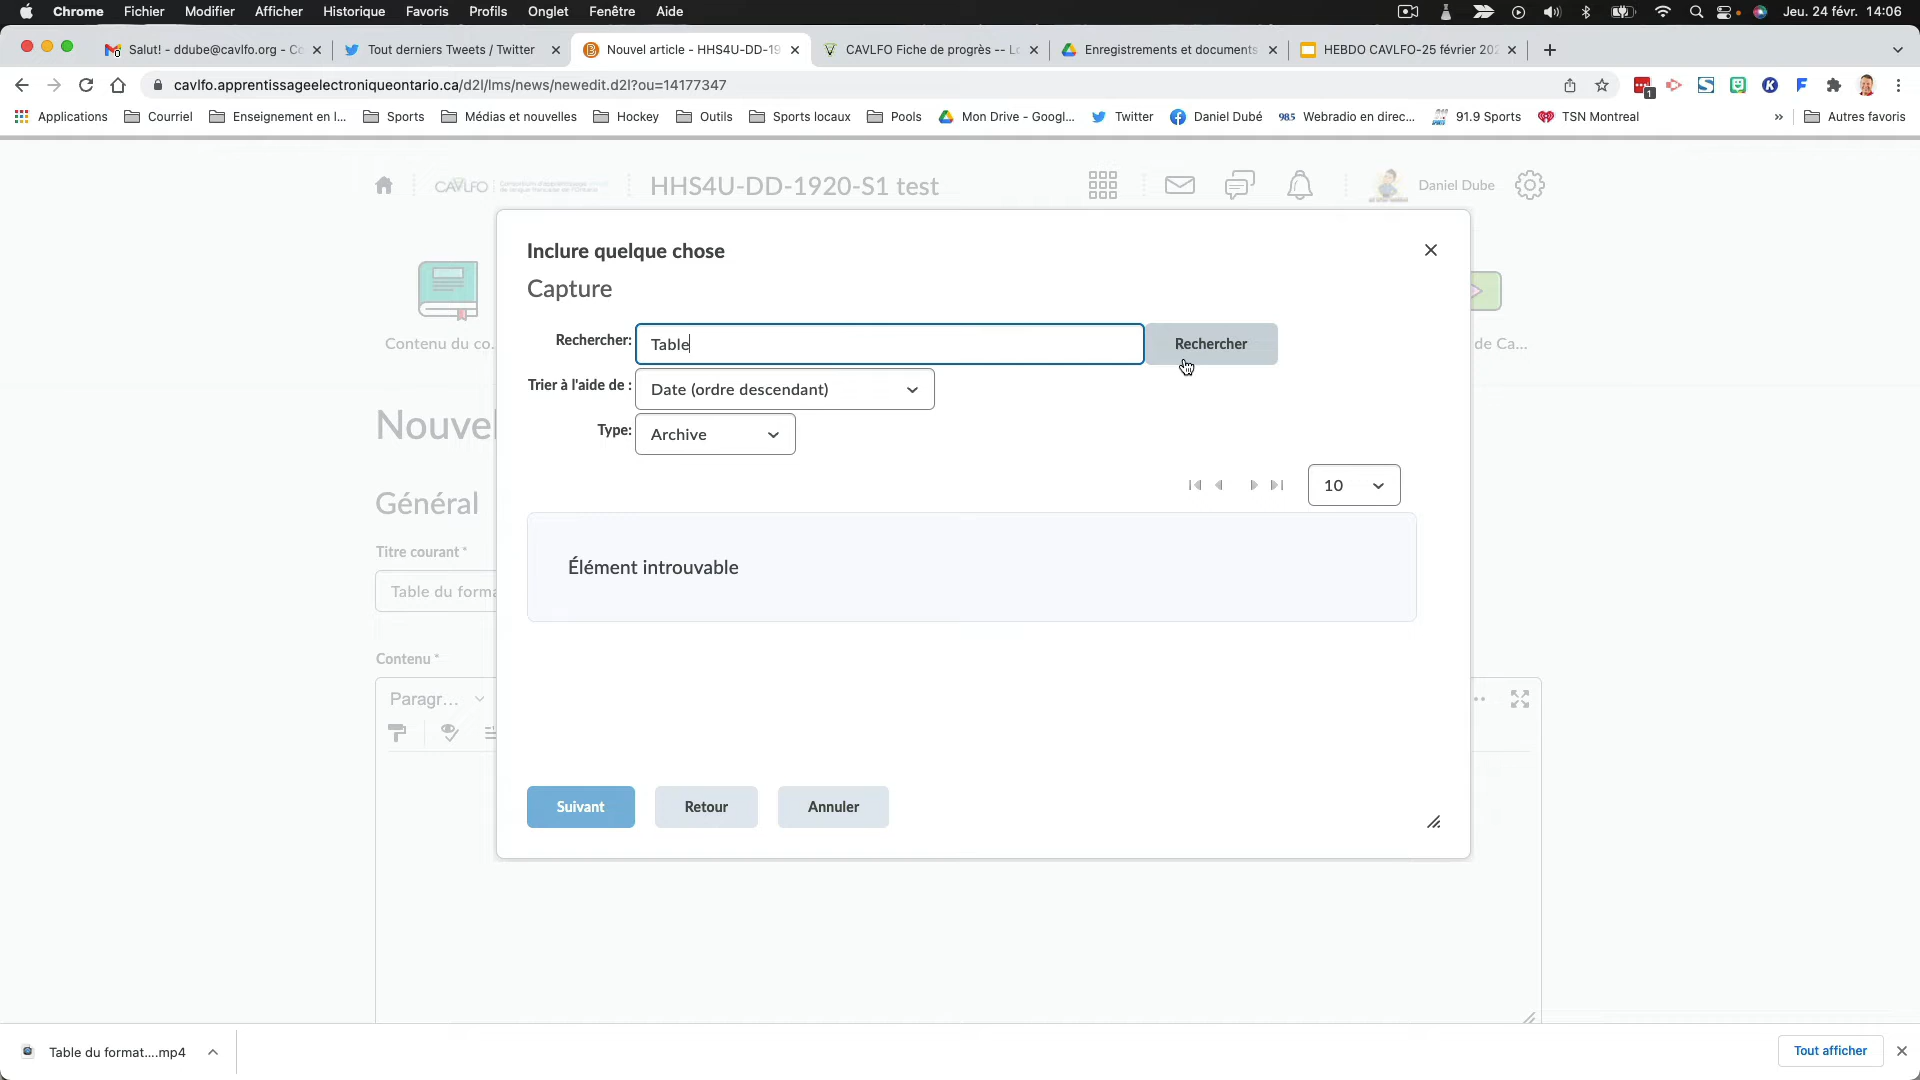 Chrome Fichier Modifier Afficher Historique Favoris Profils Onglet Fenêtre Aide Jeu. 24 févr. 14:06
Salut! - ddube@cavlfo.org - C Tout derniers Tweets / Twitter Nouvel article - HHS4U-DD-19 CAVLFO Fiche de progrès -- L Enregistrements et documents HEBDO CAVLFO-25 février 202
cavlfo.apprentissageelectroniqueontario.ca/d2l/lms/news/newedit.d2l?ou=14177347
Applications Courriel Enseignement en l... Sports Médias et nouvelles Hockey Outils Sports locaux Pools Mon Drive - Googl... Twitter Daniel Dubé 98.5 Webradio en direc... 91.9 Sports TSN Montreal » Autres favoris
CAVLFO HHS4U-DD-1920-S1 test Daniel Dube
Inclure quelque chose
Capture
Rechercher: Table Rechercher
Contenu du co... de Ca...
Trier à l'aide de : Date (ordre descendant)
Type: Archive
Nouvel
10
Général
Titre courant *
Élément introuvable
Table du forma
Contenu *
Paragr...
Suivant Retour Annuler
Table du format....mp4 Tout afficher